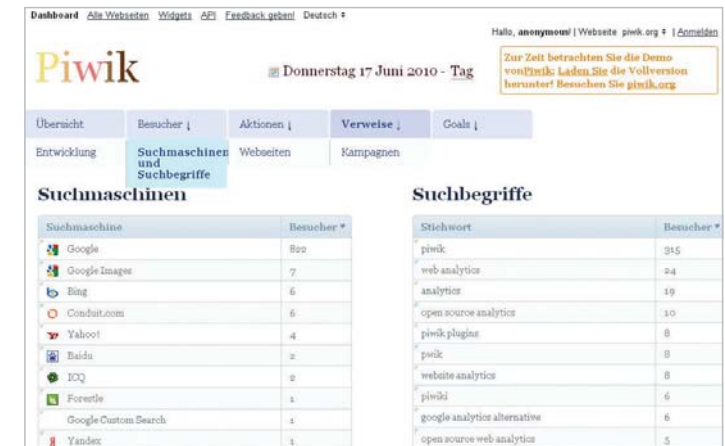 Dashboard Alle Webseiten Widgets API Feedback geben! Deutsch
Hallo, anonymous! | Webseite piwik.org | Anmelden
Piwik
Donnerstag 17 Juni 2010 - Tag
Zur Zeit betrachten Sie die Demo
vonPiwik; Laden Sie die Vollversion
herunter! Besuchen Sie piwik.org
Übersicht Besucher ↓ Aktionen ↓ Verweise ↓ Goals ↓
Entwicklung Suchmaschinen und Suchbegriffe Webseiten Kampagnen
Suchmaschinen
Suchmaschine Besucher
Google 822
Google Images 7
Bing 6
Conduit.com 6
Yahoo! 4
Baidu 2
ICQ 2
Forestle 1
Google Custom Search 1
Yandex 1
Suchbegriffe
Stichwort Besucher
piwik 315
web analytics 24
analytics 19
open source analytics 10
piwik plugins 8
pwik 8
website analytics 8
piwiki 6
google analytics alternative 6
open source web analytics 5